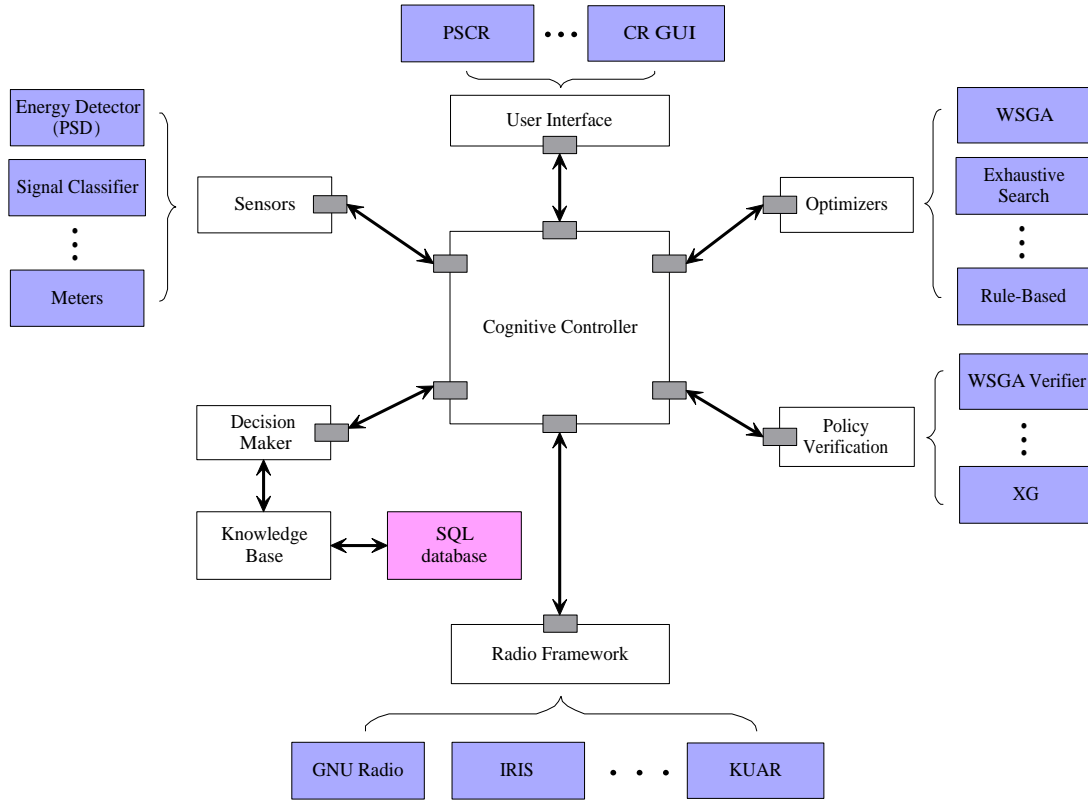 PSCR
CR GUI
Energy Detector
(PSD)
User Interface
WSGA
Signal Classifier
Sensors
Optimizers
Exhaustive
Search
Meters
Rule-Based
Cognitive Controller
WSGA Verifier
Decision
Maker
Policy
Verification
XG
Knowledge
Base
SQL
database
Radio Framework
GNU Radio
IRIS
KUAR